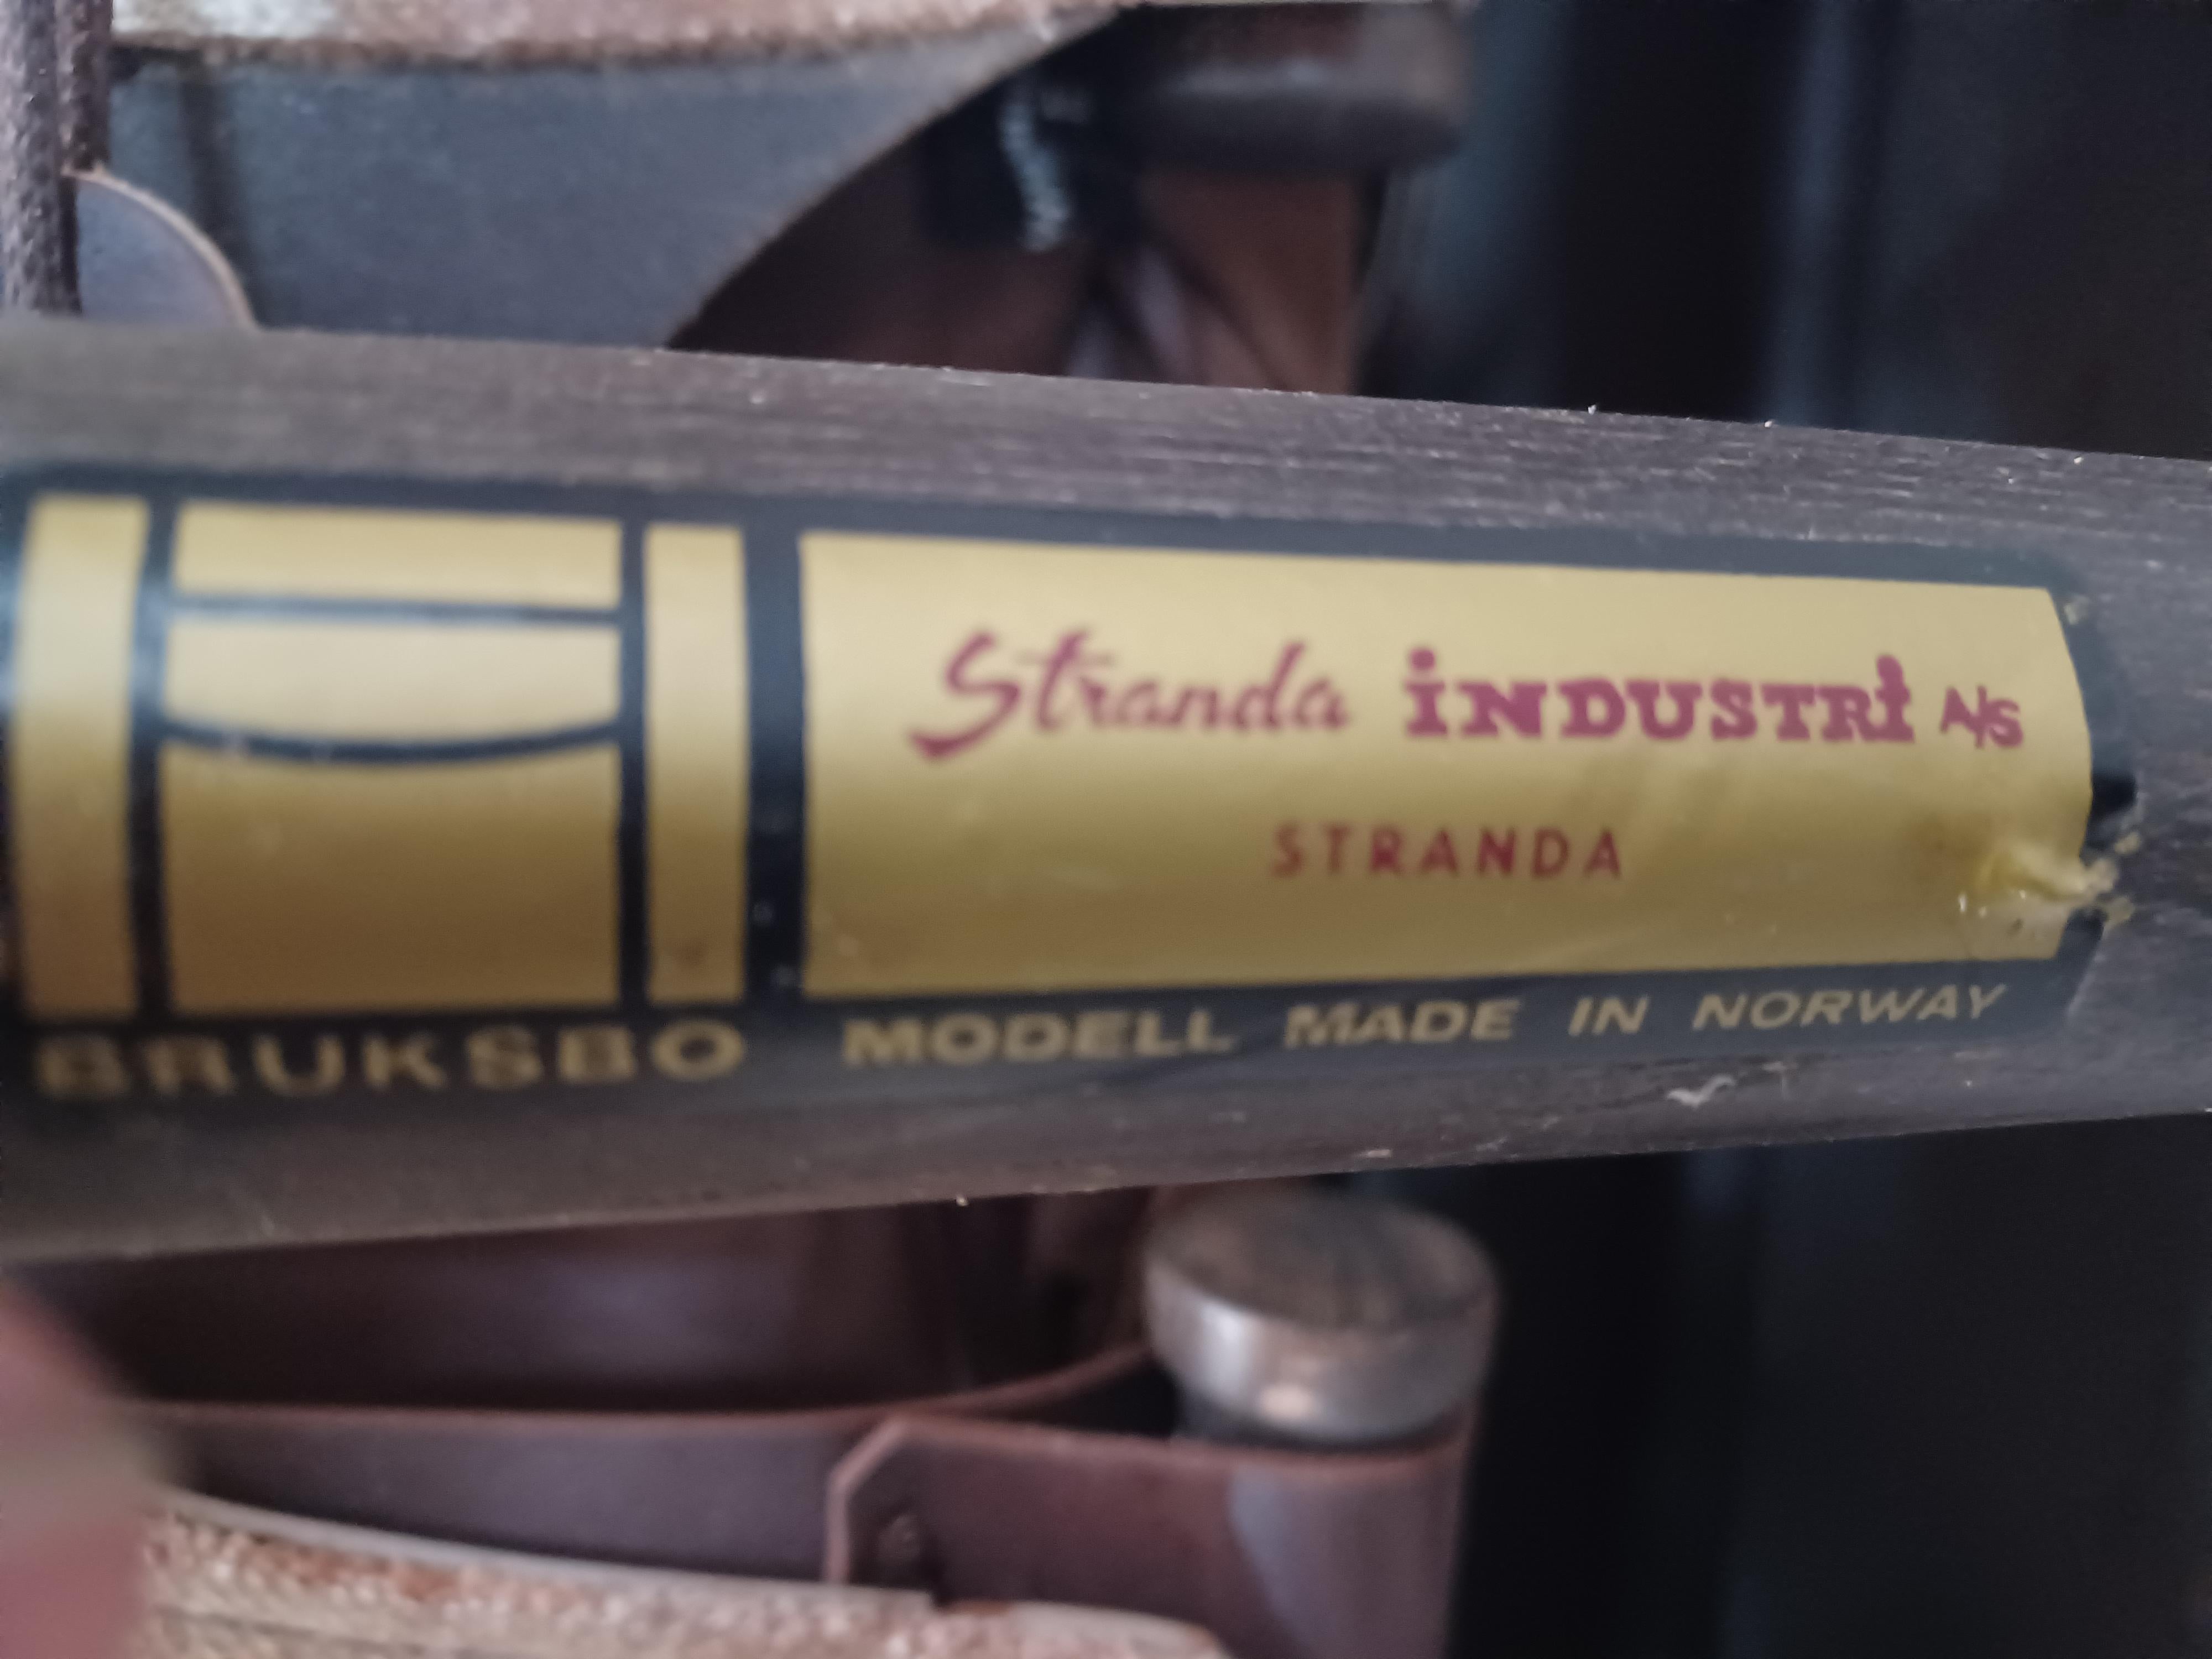 Stranda INDUSTRI A/S
STRANDA
BRUKSBO MODELL MADE IN NORWAY